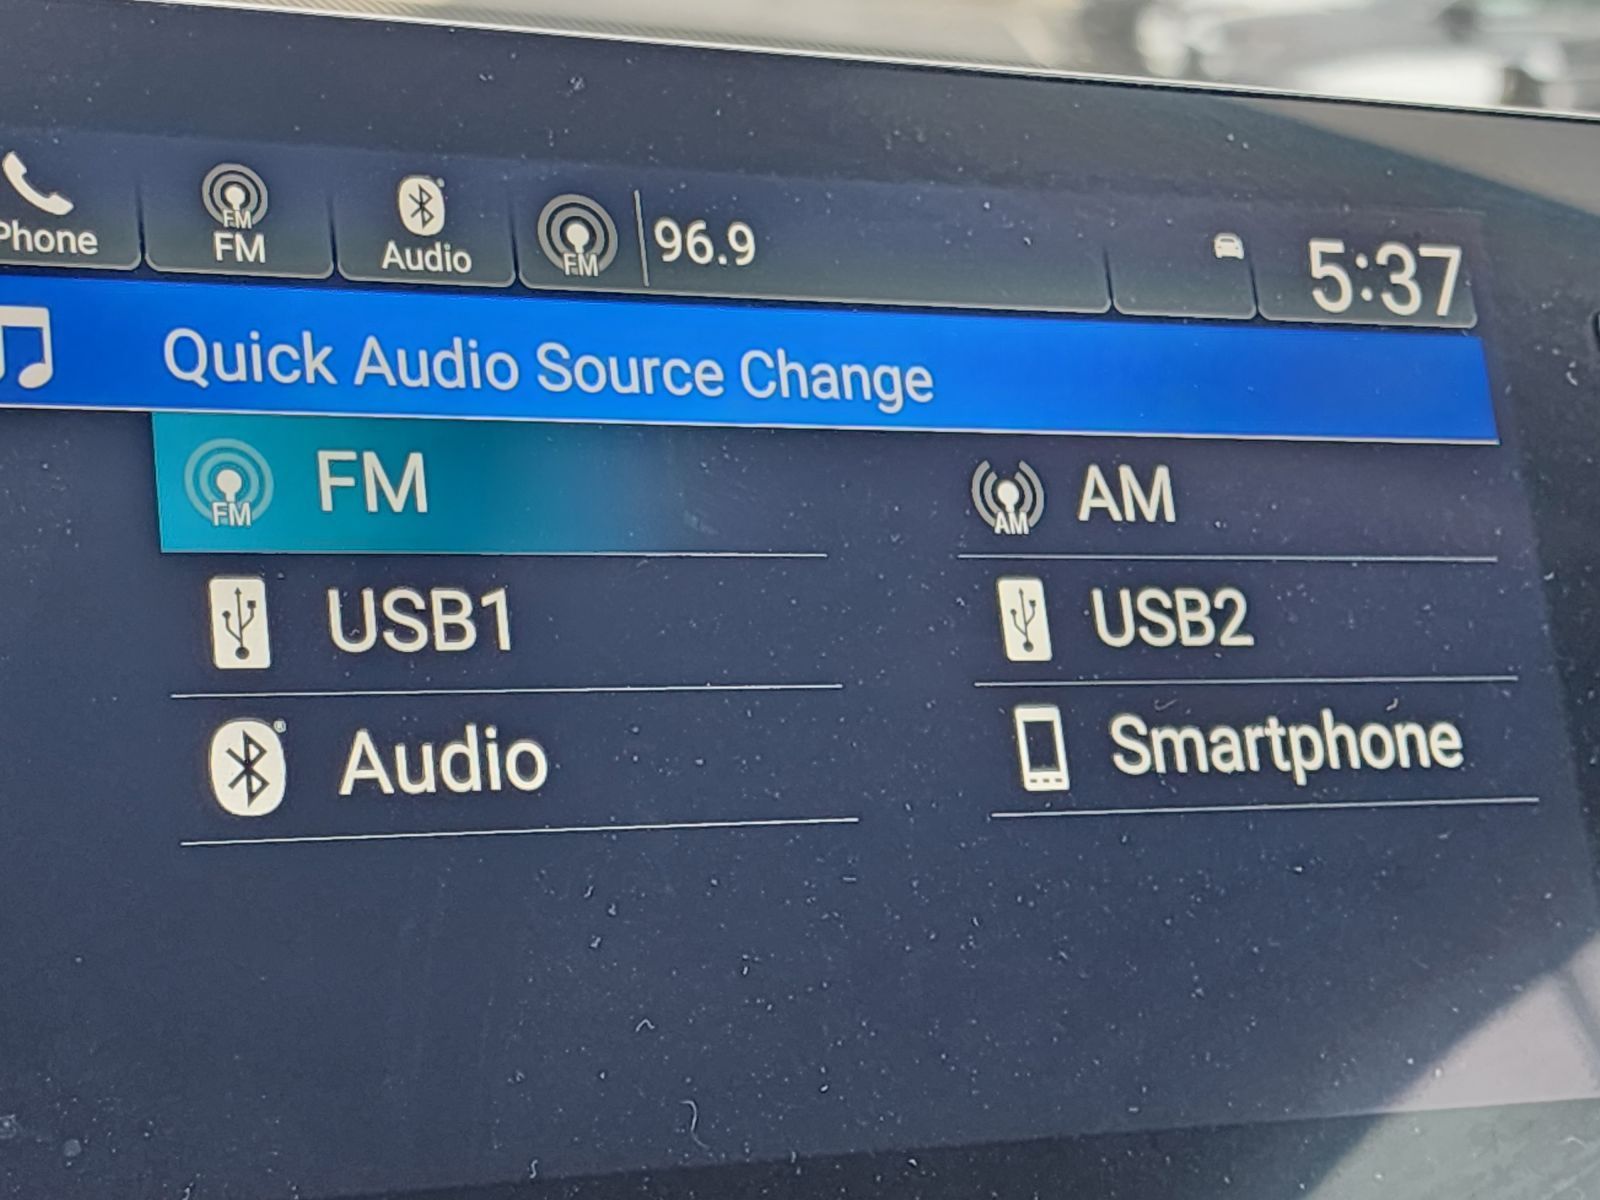 Phone
FM
FM
Audio
FM
96.9
5:37
Quick Audio Source Change
FM
FM
AM
AM
USB1
USB2
Audio
Smartphone